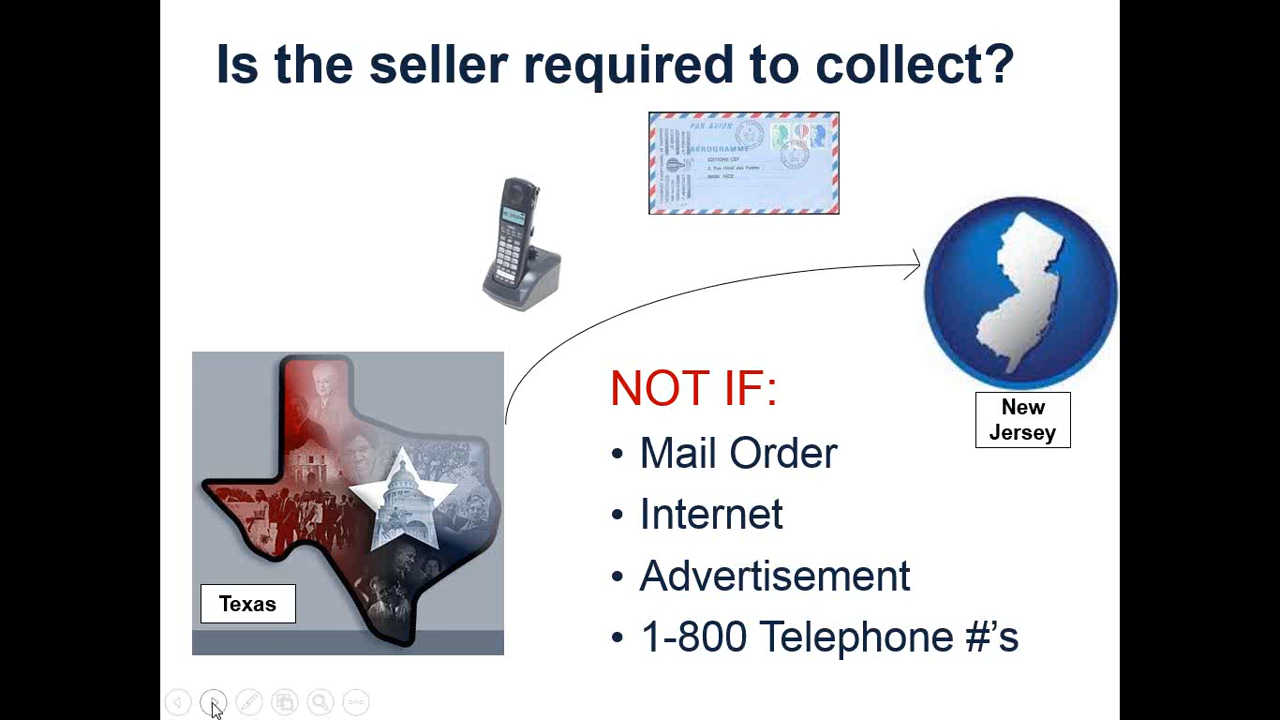 Is the seller required to collect?
PAR AVION
AÉROGRAMME
NOT IF:
• Mail Order
• Internet
• Advertisement
• 1-800 Telephone #’s
New
Jersey
Texas